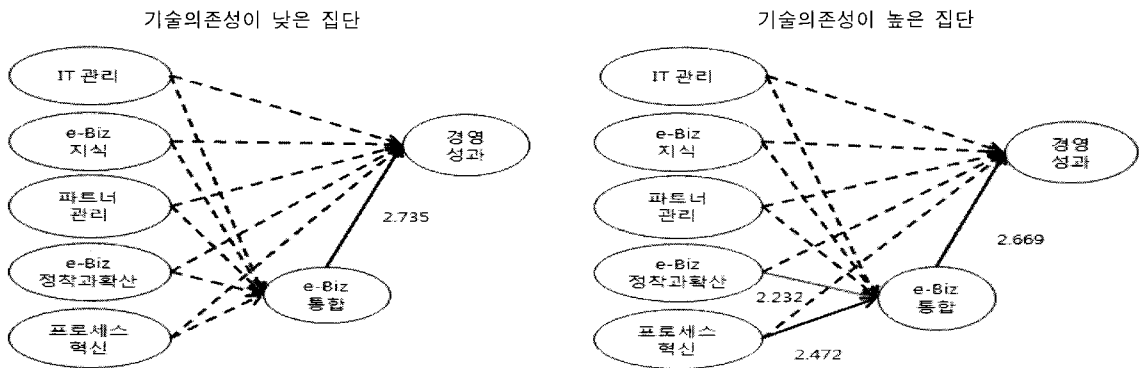 기술의존성이 낮은 집단
IT 관리
e-Biz
지식
파트너
관리
e-Biz
정착과확산
프로세스
혁신
경영
성과
2.735
e-Biz
통합
기술의존성이 높은 집단
IT 관리
e-Biz
지식
파트너
관리
e-Biz
정착과확산
프로세스
혁신
경영
성과
2.669
2.232
e-Biz
통합
2.472